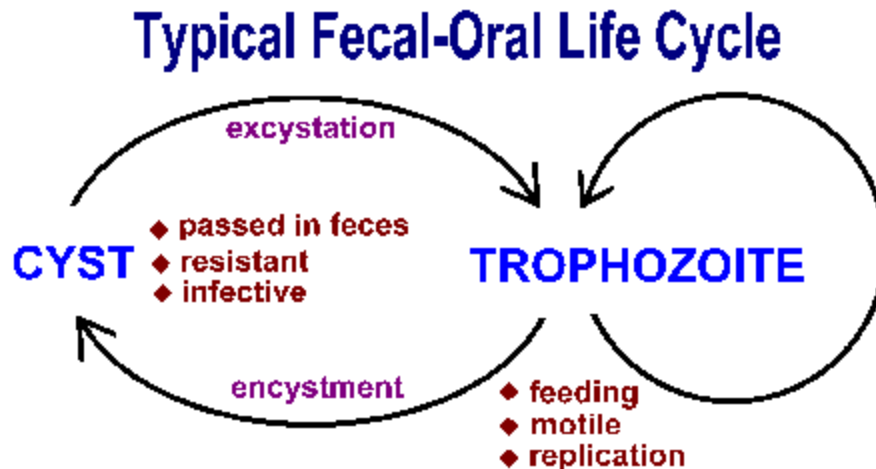 Typical Fecal-Oral Life Cycle
excystation
CYST
◆ passed in feces
◆ resistant
◆ infective
TROPHOZOITE
encystment
◆ feeding
◆ motile
◆ replication